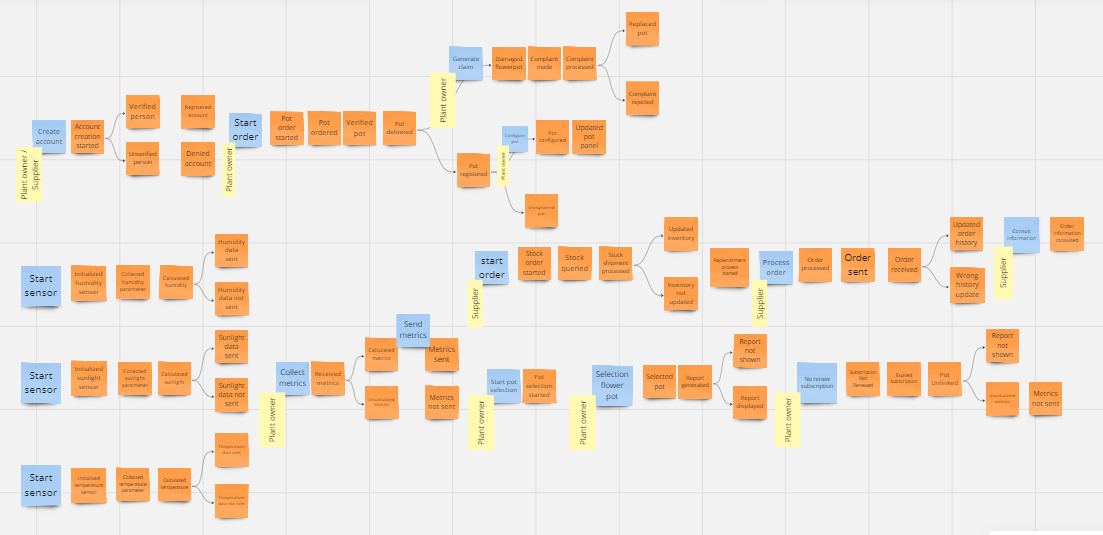 Replaced
pot
Generate
claim
Damaged
flowerpot
Complaint
made
Complaint
processed
Complaint
rejected
Plant owner
Create
account
Account
creation
started
Verified
person
Unverified
person
Registered
account
Denied
account
Plant owner /
Supplier
Start
order
Plant owner
Pot
order
started
Pot
ordered
Verified
pot
Pot
delivered
Pot
registered
Plant owner
Configure
pot
Pot
configured
Updated
pot
panel
Unregistered
pot
Start
sensor
Initialized
humidity
sensor
Collected
humidity
parameter
Calculated
humidity
Humidity
data
sent
Humidity
data not
sent
start
order
Supplier
Stock
order
started
Stock
queried
Stock
shipment
processed
Updated
inventory
Inventory
not
updated
Replenishment
process
started
Process
order
Supplier
Order
processed
Order
sent
Order
received
Updated
order
history
Wrong
history
update
Consult
information
Supplier
Order
information
consulted
Start
sensor
Initialized
sunlight
sensor
Collected
sunlight
parameter
Calculated
sunlight
Sunlight
data
sent
Sunlight
data not
sent
Collect
metrics
Plant owner
Received
metrics
Calculated
metrics
Uncalculated
metrics
Send
metrics
Metrics
sent
Metrics
not sent
Start pot
selection
Plant owner
Pot
selection
started
Selection
flower
pot
Plant owner
Selected
pot
Report
generated
Report
not
shown
Report
displayed
No renew
subscription
Plant owner
Subscription
Not
Renewed
Expired
subscription
Pot
Unlinked
Report
not
shown
Uncalculated
metrics
Metrics
not sent
Start
sensor
Initialized
temperature
sensor
Collected
temperature
parameter
Calculated
temperature
Temperature
data sent
Temperature
data not sent